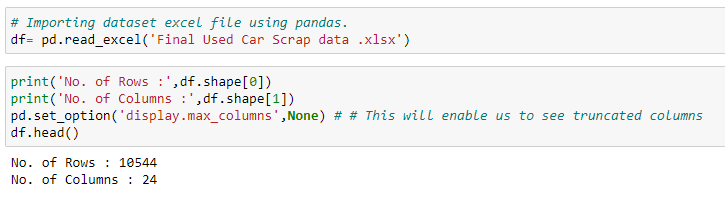 # Importing dataset excel file using pandas.
df= pd.read_excel('Final Used Car Scrap data .xlsx')
print('No. of Rows :',df.shape[0])
print('No. of Columns :',df.shape[1])
pd.set_option('display.max_columns',None) # # This will enable us to see truncated columns
df.head()
No. of Rows : 10544
No. of Columns : 24